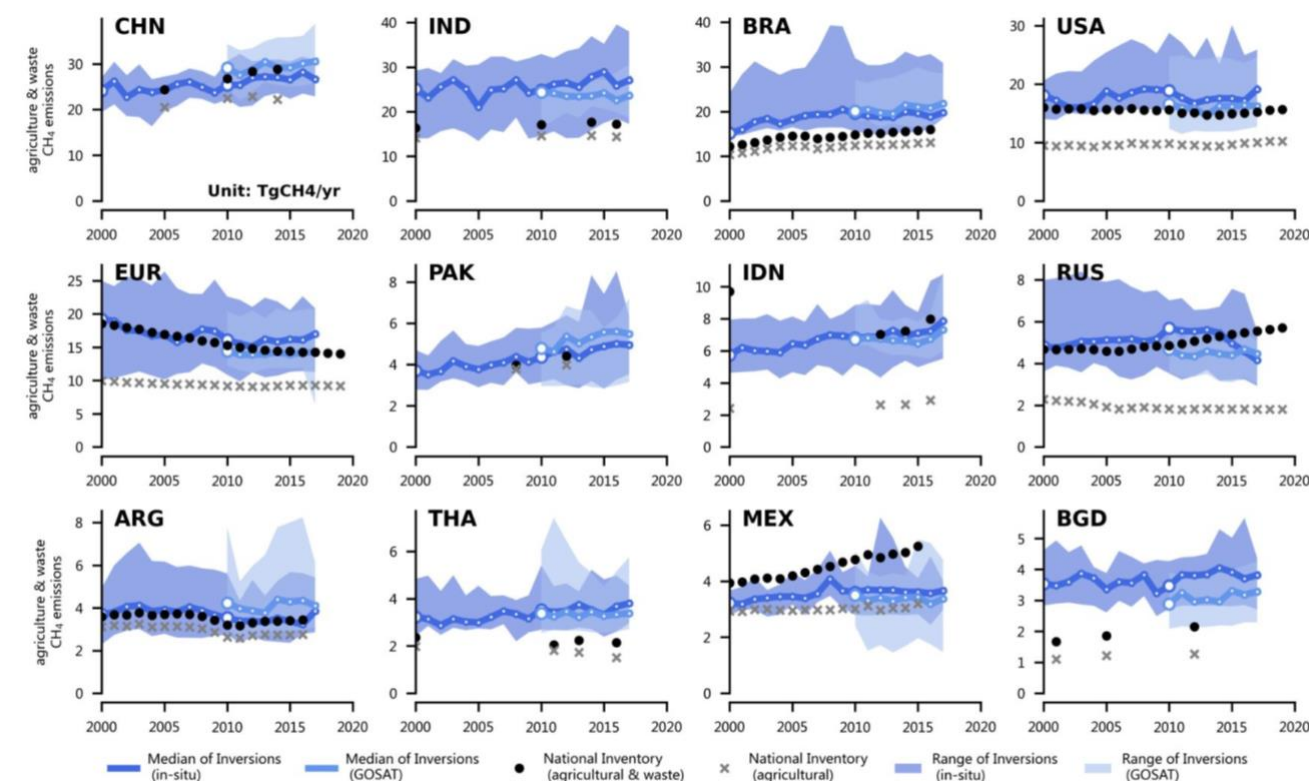 CHN
IND
BRA
USA
agriculture & waste
CH₄ emissions
30
20
10
0
40
30
20
10
0
40
30
20
10
0
30
20
10
0
Unit: TgCH4/yr
2000 2005 2010 2015 2020
2000 2005 2010 2015 2020
2000 2005 2010 2015 2020
2000 2005 2010 2015 2020
EUR
PAK
IDN
RUS
agriculture & waste
CH₄ emissions
25
20
15
10
5
0
8
6
4
2
0
10
8
6
4
2
0
8
6
4
2
0
2000 2005 2010 2015 2020
2000 2005 2010 2015 2020
2000 2005 2010 2015 2020
2000 2005 2010 2015 2020
ARG
THA
MEX
BGD
agriculture & waste
CH₄ emissions
8
6
4
2
0
6
4
2
0
6
4
2
0
5
4
3
2
1
0
2000 2005 2010 2015 2020
2000 2005 2010 2015 2020
2000 2005 2010 2015 2020
2000 2005 2010 2015 2020
Median of Inversions
(in-situ)
Median of Inversions
(GOSAT)
National Inventory
(agricultural & waste)
National Inventory
(agricultural)
Range of Inversions
(in-situ)
Range of Inversions
(GOSAT)